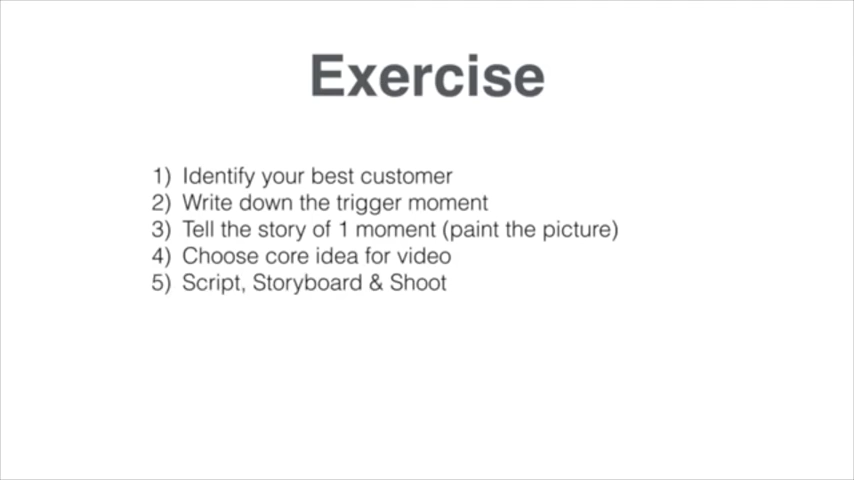 Exercise
1) Identify your best customer
2) Write down the trigger moment
3) Tell the story of 1 moment (paint the picture)
4) Choose core idea for video
5) Script, Storyboard & Shoot